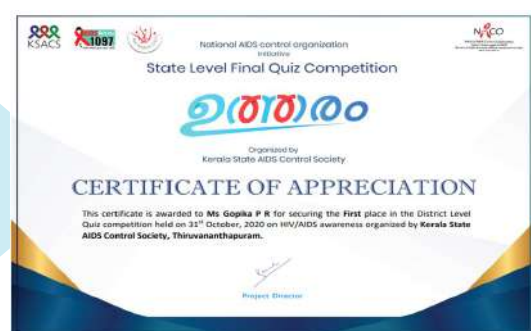 KSACS
1097
NACO
National AIDS control organization
Initiative
State Level Final Quiz Competition
ഉത്തരം
Organized by
Kerala State AIDS Control Society
CERTIFICATE OF APPRECIATION
This certificate is awarded to Ms Gopika P R for securing the First place in the District Level
Quiz competition held on 31st October, 2020 on HIV/AIDS awareness organized by Kerala State
AIDS Control Society, Thiruvananthapuram.
Project Director